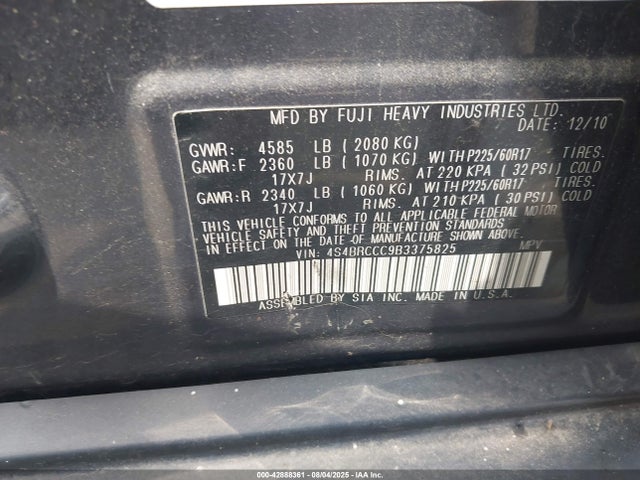 MFD BY FUJI HEAVY INDUSTRIES LTD.
DATE: 12/10
GVWR: 4585 LB ( 2080 KG)
GAWR:F 2360 LB ( 1070 KG) WITH P225/60R17 TIRES.
17X7J RIMS. AT 220 KPA ( 32 PSI) COLD
GAWR:R 2340 LB ( 1060 KG) WITH P225/60R17 TIRES.
17X7J RIMS. AT 210 KPA ( 30 PSI) COLD
THIS VEHICLE CONFORMS TO ALL APPLICABLE FEDERAL MOTOR
VEHICLE SAFETY AND THEFT PREVENTION STANDARDS
IN EFFECT ON THE DATE OF MANUFACTURE SHOWN ABOVE.
VIN: 4S4BRCCC9B3375825 MPV
ASSEMBLED BY SIA INC. MADE IN U.S.A.
000-42888361 - 08/04/2025 - IAA Inc.